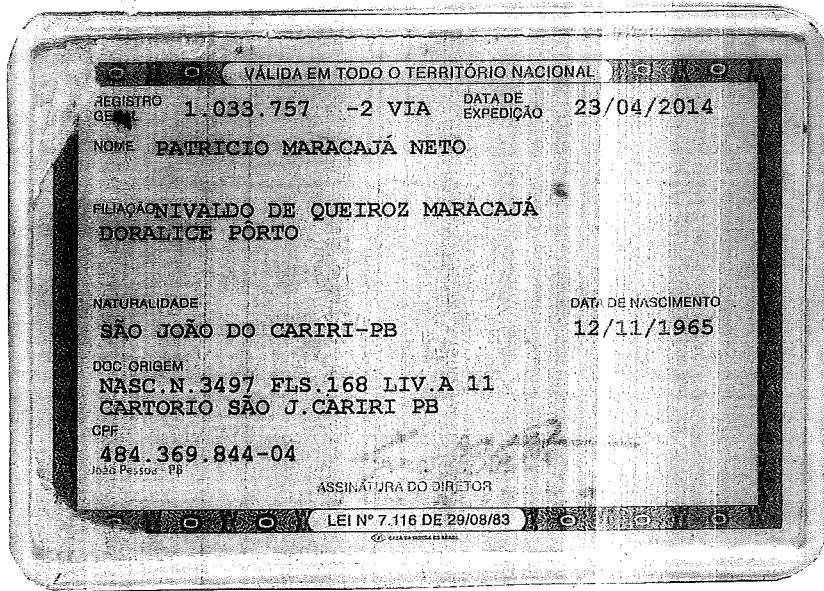 VÁLIDA EM TODO O TERRITÓRIO NACIONAL
REGISTRO GERAL 1.033.757 -2 VIA DATA DE EXPEDIÇÃO 23/04/2014
NOME PATRICIO MARACAJÁ NETO
FILIAÇÃO NIVALDO DE QUEIROZ MARACAJÁ
DORALICE PÔRTO
NATURALIDADE DATA DE NASCIMENTO
SÃO JOÃO DO CARIRI-PB 12/11/1965
DOC ORIGEM
NASC.N.3497 FLS.168 LIV.A 11
CARTORIO SÃO J.CARIRI PB
CPF
484.369.844-04
João Pessoa - PB
ASSINATURA DO DIRETOR
LEI Nº 7.116 DE 29/08/83